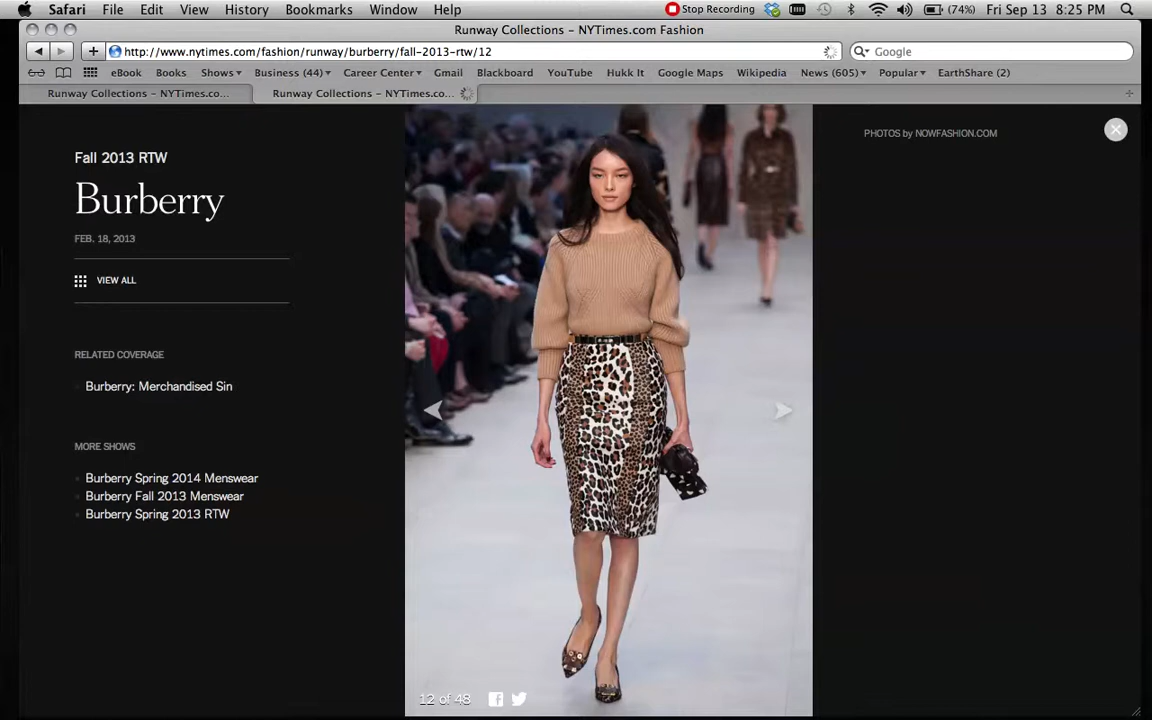 Safari File Edit View History Bookmarks Window Help Stop Recording (74%) Fri Sep 13 8:25 PM
Runway Collections – NYTimes.com Fashion
http://www.nytimes.com/fashion/runway/burberry/fall-2013-rtw/12 Google
eBook Books Shows Business (44) Career Center Gmail Blackboard YouTube Hukk It Google Maps Wikipedia News (605) Popular EarthShare (2)
Runway Collections – NYTimes.co... Runway Collections – NYTimes.co...
PHOTOS by NOWFASHION.COM
Fall 2013 RTW
Burberry
FEB. 18, 2013
VIEW ALL
RELATED COVERAGE
Burberry: Merchandised Sin
MORE SHOWS
Burberry Spring 2014 Menswear
Burberry Fall 2013 Menswear
Burberry Spring 2013 RTW
12 of 48